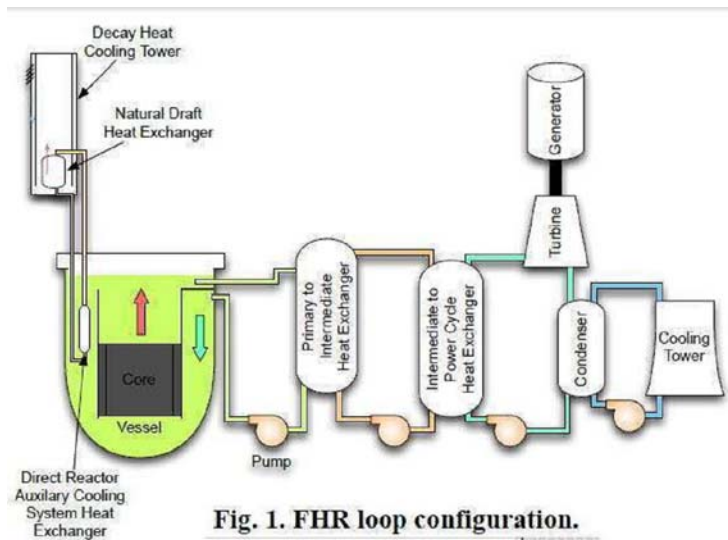 Decay Heat
Cooling Tower
Natural Draft
Heat Exchanger
Generator
Turbine
Primary to
Intermediate
Heat Exchanger
Intermediate to
Power Cycle
Heat Exchanger
Condenser
Cooling
Tower
Core
Vessel
Pump
Direct Reactor
Auxilary Cooling
System Heat
Exchanger
Fig. 1. FHR loop configuration.